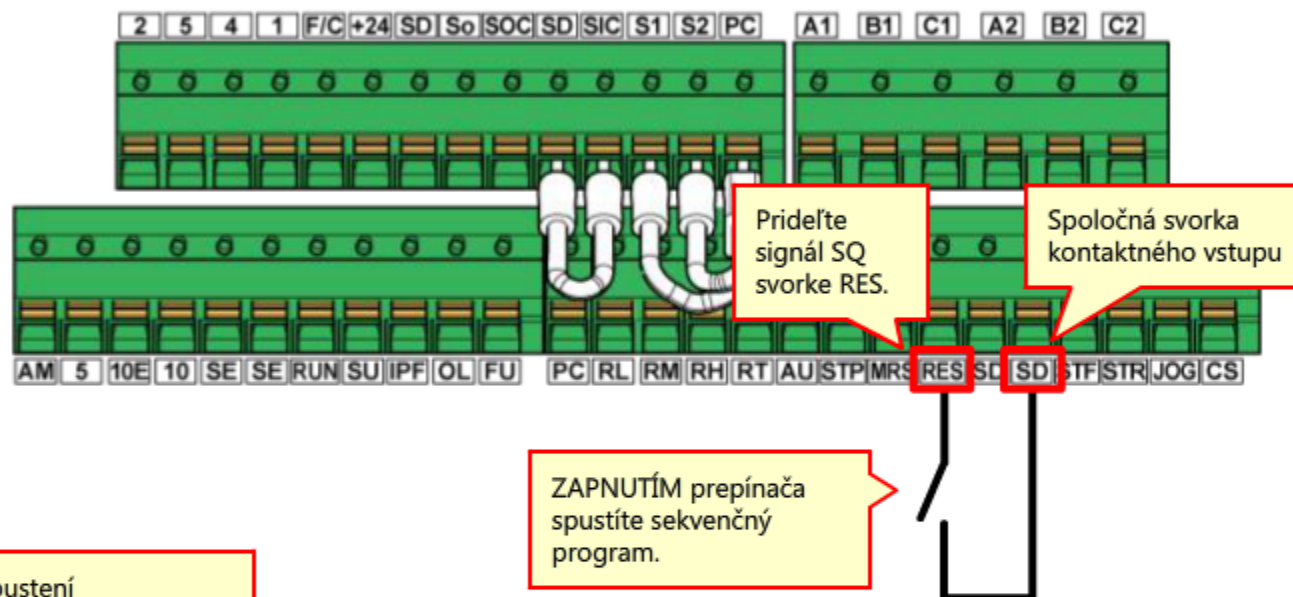 2 5 4 1 F/C +24 SD So SOC SD SIC S1 S2 PC A1 B1 C1 A2 B2 C2
Prideľte
signál SQ
svorke RES.
Spoločná svorka
kontaktného vstupu
AM 5 10E 10 SE SE RUN SU IPF OL FU PC RL RM RH RT AU STP MRS RES SD SD STF STR JOG CS
ZAPNUTÍM prepínača
spustíte sekvenčný
program.